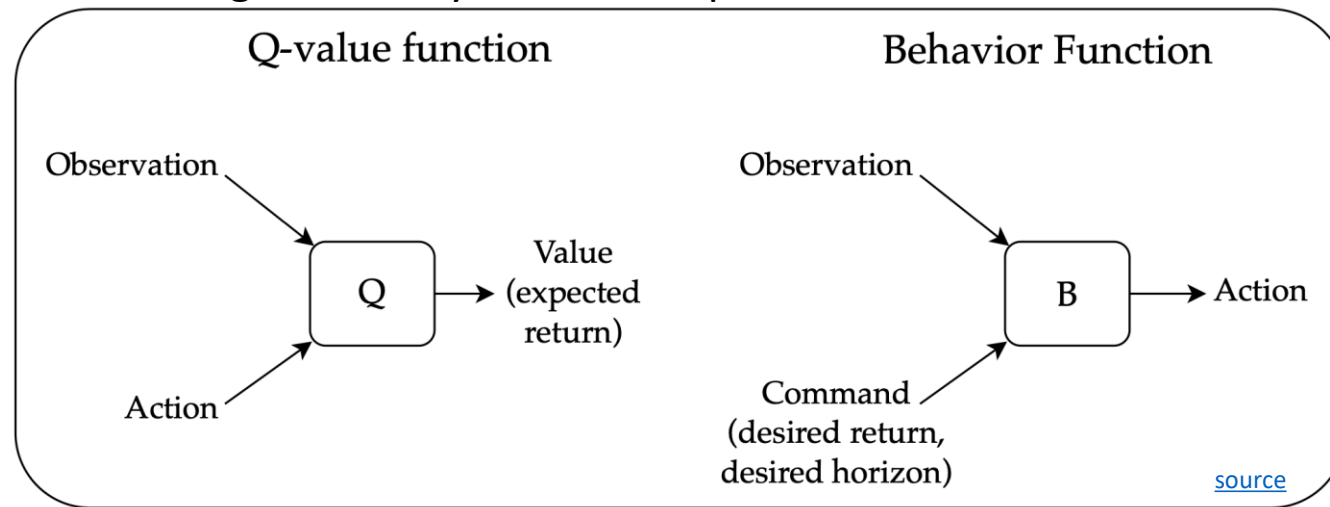 Q-value function
Observation
Action
Q
Value
(expected
return)
Behavior Function
Observation
Command
(desired return,
desired horizon)
B
Action
source